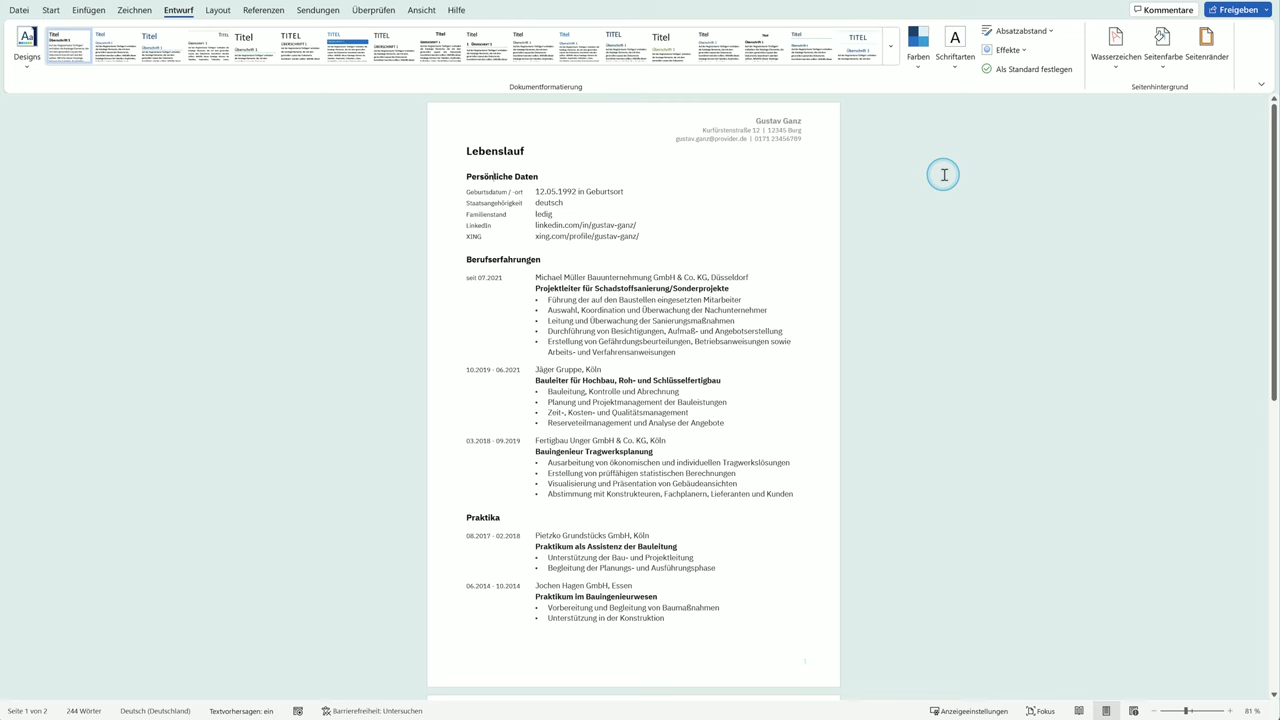 Datei Start Einfügen Zeichnen Entwurf Layout Referenzen Sendungen Überprüfen Ansicht Hilfe Kommentare Freigeben
Absatzabstand
Effekte
Als Standard festlegen
Designs Farben Schriftarten Wasserzeichen Seitenfarbe Seitenränder
Dokumentformatierung Seitenhintergrund
Gustav Ganz
Kurfürstenstraße 12 | 12345 Burg
gustav.ganz@provider.de | 0171 23456789
Lebenslauf
Persönliche Daten
Geburtsdatum / -ort 12.05.1992 in Geburtsort
Staatsangehörigkeit deutsch
Familienstand ledig
LinkedIn linkedin.com/in/gustav-ganz/
XING xing.com/profile/gustav-ganz/
Berufserfahrungen
seit 07.2021 Michael Müller Bauunternehmung GmbH & Co. KG, Düsseldorf
Projektleiter für Schadstoffsanierung/Sonderprojekte
• Führung der auf den Baustellen eingesetzten Mitarbeiter
• Auswahl, Koordination und Überwachung der Nachunternehmer
• Leitung und Überwachung der Sanierungsmaßnahmen
• Durchführung von Besichtigungen, Aufmaß- und Angebotserstellung
• Erstellung von Gefährdungsbeurteilungen, Betriebsanweisungen sowie
Arbeits- und Verfahrensanweisungen
10.2019 - 06.2021 Jäger Gruppe, Köln
Bauleiter für Hochbau, Roh- und Schlüsselfertigbau
• Bauleitung, Kontrolle und Abrechnung
• Planung und Projektmanagement der Bauleistungen
• Zeit-, Kosten- und Qualitätsmanagement
• Reserveteilmanagement und Analyse der Angebote
03.2018 - 09.2019 Fertigbau Unger GmbH & Co. KG, Köln
Bauingenieur Tragwerksplanung
• Ausarbeitung von ökonomischen und individuellen Tragwerkslösungen
• Erstellung von prüffähigen statistischen Berechnungen
• Visualisierung und Präsentation von Gebäudeansichten
• Abstimmung mit Konstrukteuren, Fachplanern, Lieferanten und Kunden
Praktika
08.2017 - 02.2018 Pietzko Grundstücks GmbH, Köln
Praktikum als Assistenz der Bauleitung
• Unterstützung der Bau- und Projektleitung
• Begleitung der Planungs- und Ausführungsphase
06.2014 - 10.2014 Jochen Hagen GmbH, Essen
Praktikum im Bauingenieurwesen
• Vorbereitung und Begleitung von Baumaßnahmen
• Unterstützung in der Konstruktion
Seite 1 von 2 244 Wörter Deutsch (Deutschland) Textvorhersagen: ein Barrierefreiheit: Untersuchen Anzeigeeinstellungen Fokus 81 %